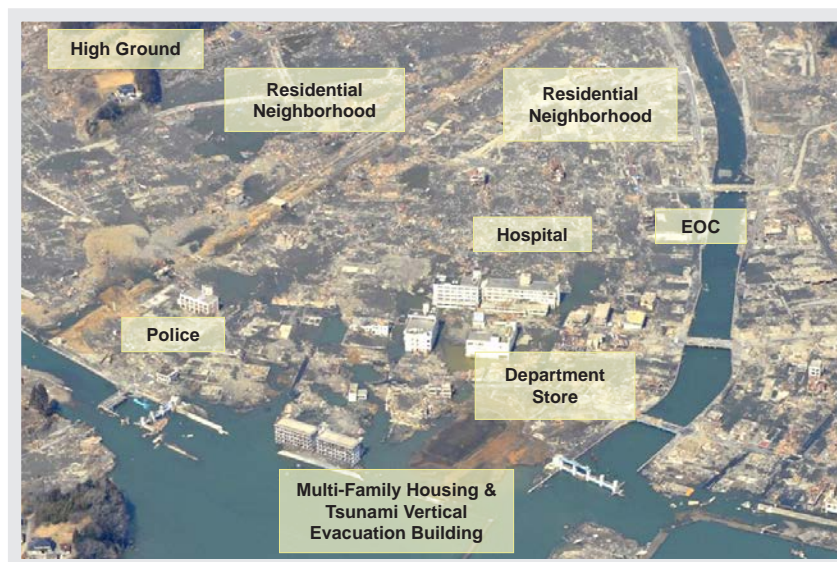 High Ground
Residential
Neighborhood
Residential
Neighborhood
EOC
Hospital
Police
Department
Store
Multi-Family Housing &
Tsunami Vertical
Evacuation Building